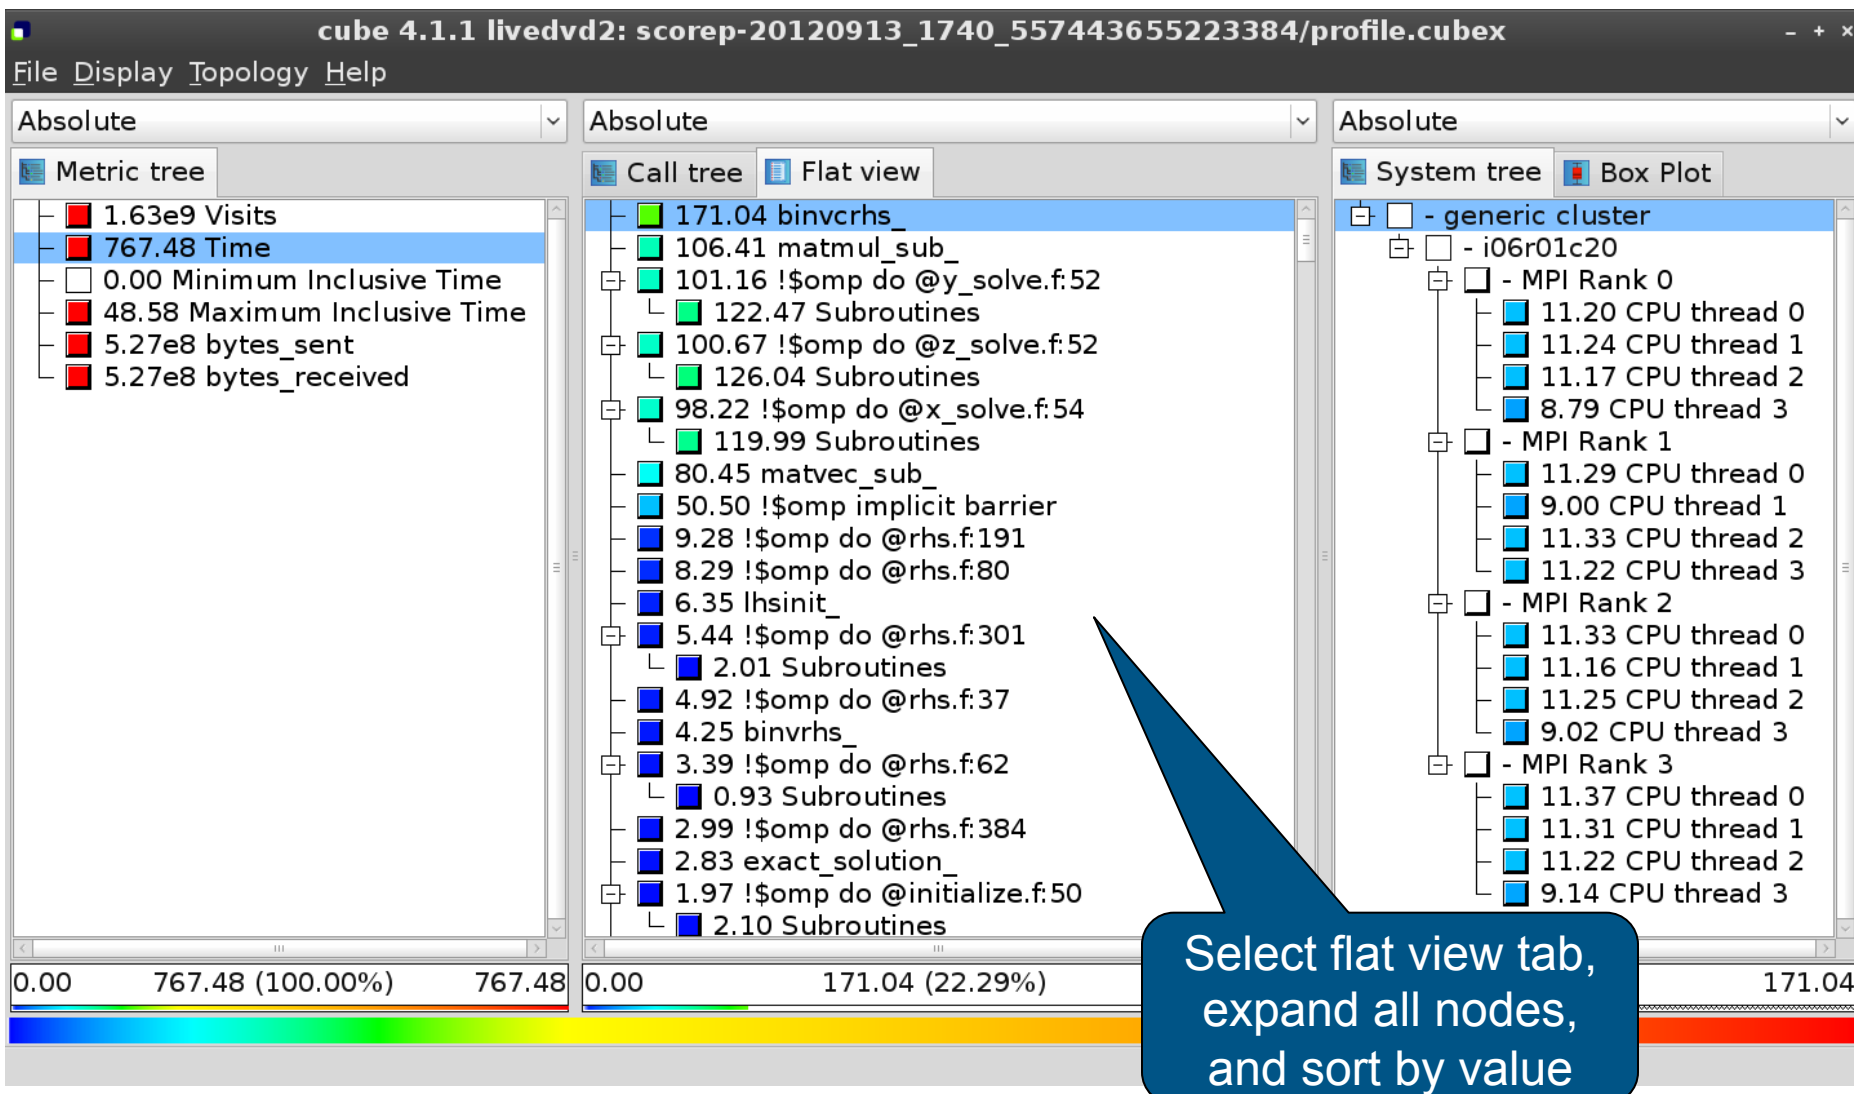 cube 4.1.1 livedvd2: scorep-20120913_1740_557443655223384/profile.cubex
File Display Topology Help
Absolute
Metric tree
1.63e9 Visits
767.48 Time
0.00 Minimum Inclusive Time
48.58 Maximum Inclusive Time
5.27e8 bytes_sent
5.27e8 bytes_received
0.00 767.48 (100.00%) 767.48
Absolute
Call tree Flat view
171.04 binvcrhs_
106.41 matmul_sub_
101.16 !$omp do @y_solve.f:52
122.47 Subroutines
100.67 !$omp do @z_solve.f:52
126.04 Subroutines
98.22 !$omp do @x_solve.f:54
119.99 Subroutines
80.45 matvec_sub_
50.50 !$omp implicit barrier
9.28 !$omp do @rhs.f:191
8.29 !$omp do @rhs.f:80
6.35 lhsinit_
5.44 !$omp do @rhs.f:301
2.01 Subroutines
4.92 !$omp do @rhs.f:37
4.25 binvrhs_
3.39 !$omp do @rhs.f:62
0.93 Subroutines
2.99 !$omp do @rhs.f:384
2.83 exact_solution_
1.97 !$omp do @initialize.f:50
2.10 Subroutines
0.00 171.04 (22.29%)
Absolute
System tree Box Plot
- generic cluster
- i06r01c20
- MPI Rank 0
11.20 CPU thread 0
11.24 CPU thread 1
11.17 CPU thread 2
8.79 CPU thread 3
- MPI Rank 1
11.29 CPU thread 0
9.00 CPU thread 1
11.33 CPU thread 2
11.22 CPU thread 3
- MPI Rank 2
11.33 CPU thread 0
11.16 CPU thread 1
11.25 CPU thread 2
9.02 CPU thread 3
- MPI Rank 3
11.37 CPU thread 0
11.31 CPU thread 1
11.22 CPU thread 2
9.14 CPU thread 3
171.04
Select flat view tab,
expand all nodes,
and sort by value